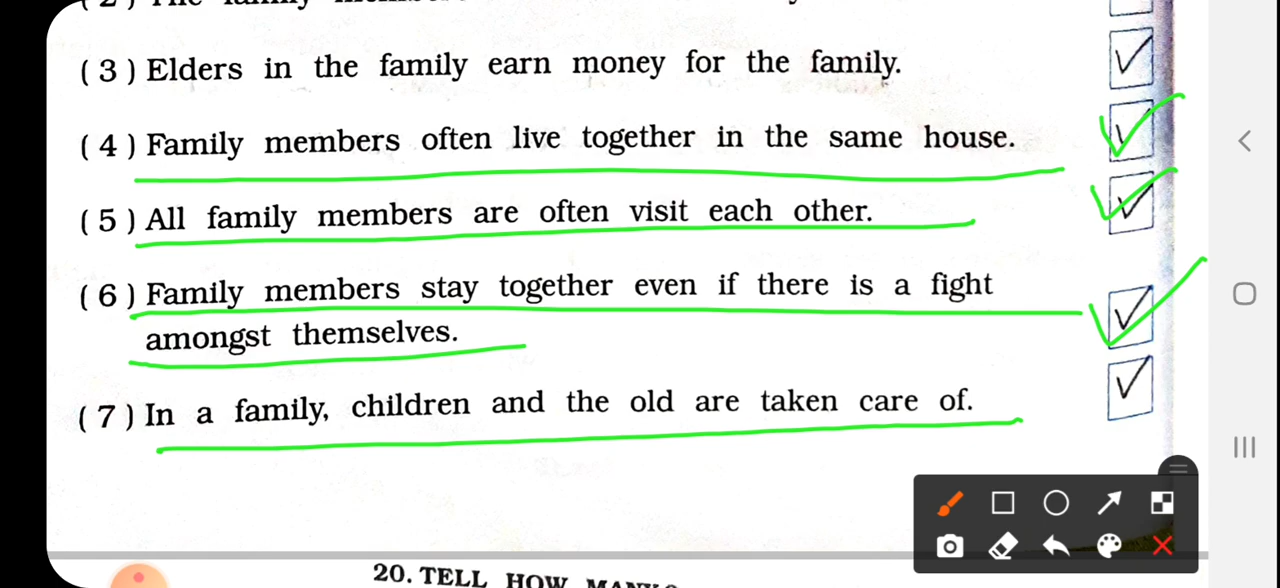 (3) Elders in the family earn money for the family.
(4) Family members often live together in the same house.
(5) All family members are often visit each other.
(6) Family members stay together even if there is a fight
amongst themselves.
(7) In a family, children and the old are taken care of.
20. TELL HOW